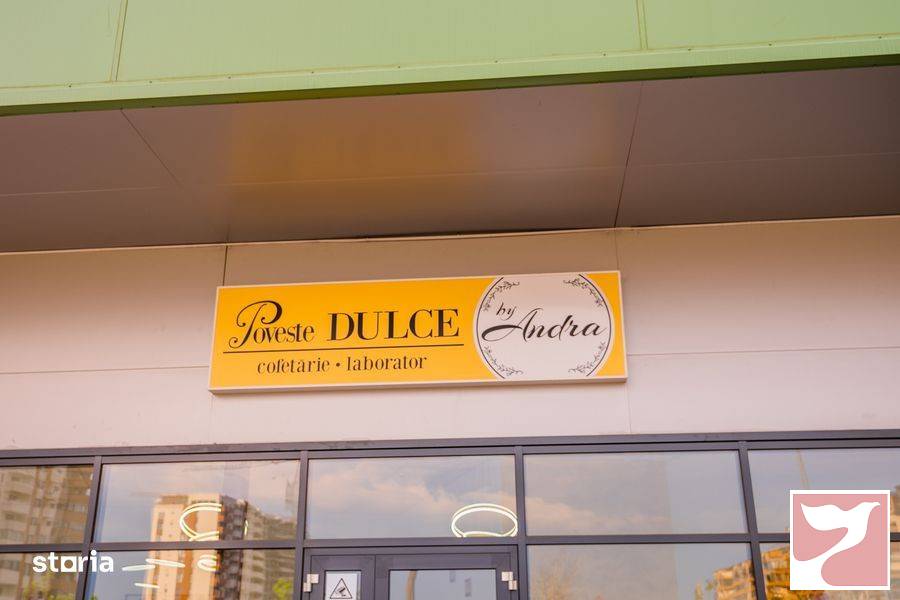 Poveste DULCE
by
Andra
cofetărie • laborator
storia